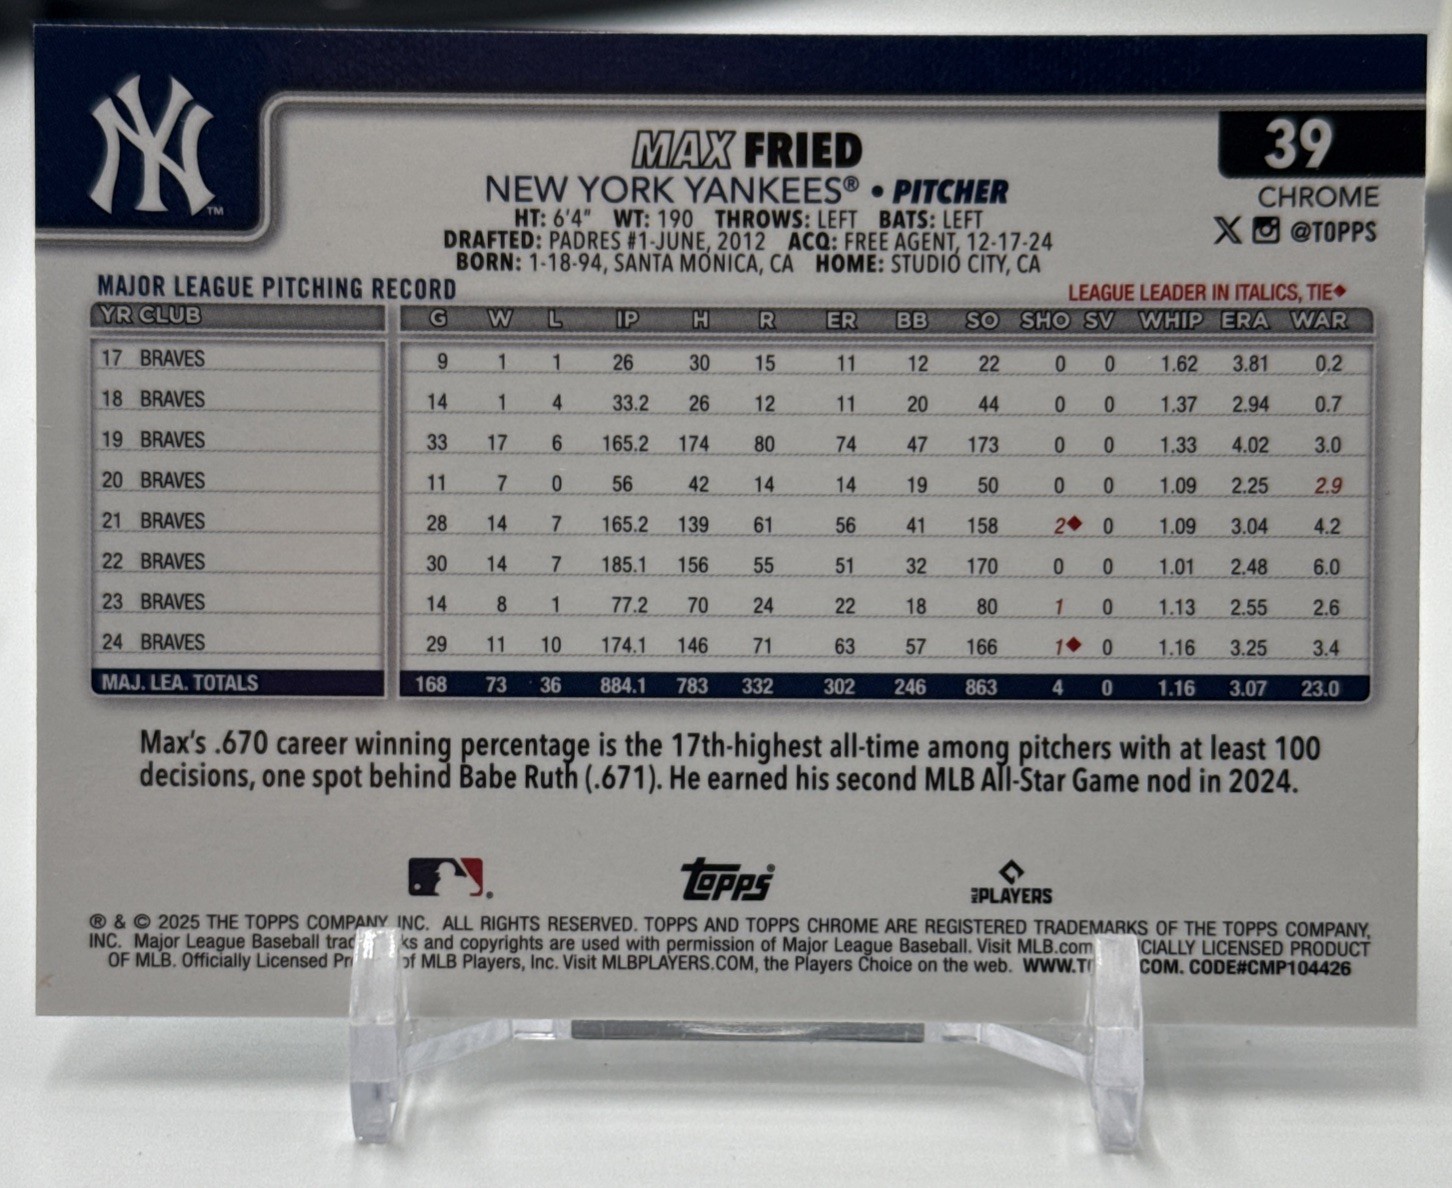 NY TM
MAX FRIED
39
NEW YORK YANKEES® • PITCHER
CHROME
HT: 6'4" WT: 190 THROWS: LEFT BATS: LEFT
X @TOPPS
DRAFTED: PADRES #1-JUNE, 2012 ACQ: FREE AGENT, 12-17-24
BORN: 1-18-94, SANTA MONICA, CA HOME: STUDIO CITY, CA
MAJOR LEAGUE PITCHING RECORD LEAGUE LEADER IN ITALICS, TIE◆
YR CLUB G W L IP H R ER BB SO SHO SV WHIP ERA WAR
17 BRAVES 9 1 1 26 30 15 11 12 22 0 0 1.62 3.81 0.2
18 BRAVES 14 1 4 33.2 26 12 11 20 44 0 0 1.37 2.94 0.7
19 BRAVES 33 17 6 165.2 174 80 74 47 173 0 0 1.33 4.02 3.0
20 BRAVES 11 7 0 56 42 14 14 19 50 0 0 1.09 2.25 2.9
21 BRAVES 28 14 7 165.2 139 61 56 41 158 2◆ 0 1.09 3.04 4.2
22 BRAVES 30 14 7 185.1 156 55 51 32 170 0 0 1.01 2.48 6.0
23 BRAVES 14 8 1 77.2 70 24 22 18 80 1 0 1.13 2.55 2.6
24 BRAVES 29 11 10 174.1 146 71 63 57 166 1◆ 0 1.16 3.25 3.4
MAJ. LEA. TOTALS 168 73 36 884.1 783 332 302 246 863 4 0 1.16 3.07 23.0
Max's .670 career winning percentage is the 17th-highest all-time among pitchers with at least 100
decisions, one spot behind Babe Ruth (.671). He earned his second MLB All-Star Game nod in 2024.
topps MLB PLAYERS
® & © 2025 THE TOPPS COMPANY, INC. ALL RIGHTS RESERVED. TOPPS AND TOPPS CHROME ARE REGISTERED TRADEMARKS OF THE TOPPS COMPANY,
INC. Major League Baseball and copyrights are used with permission of Major League Baseball. Visit MLB.com LICENSED PRODUCT
OF MLB. Officially Licensed of MLB Players, Inc. Visit MLBPLAYERS.COM, the Players Choice on the web. CODE#CMP104426